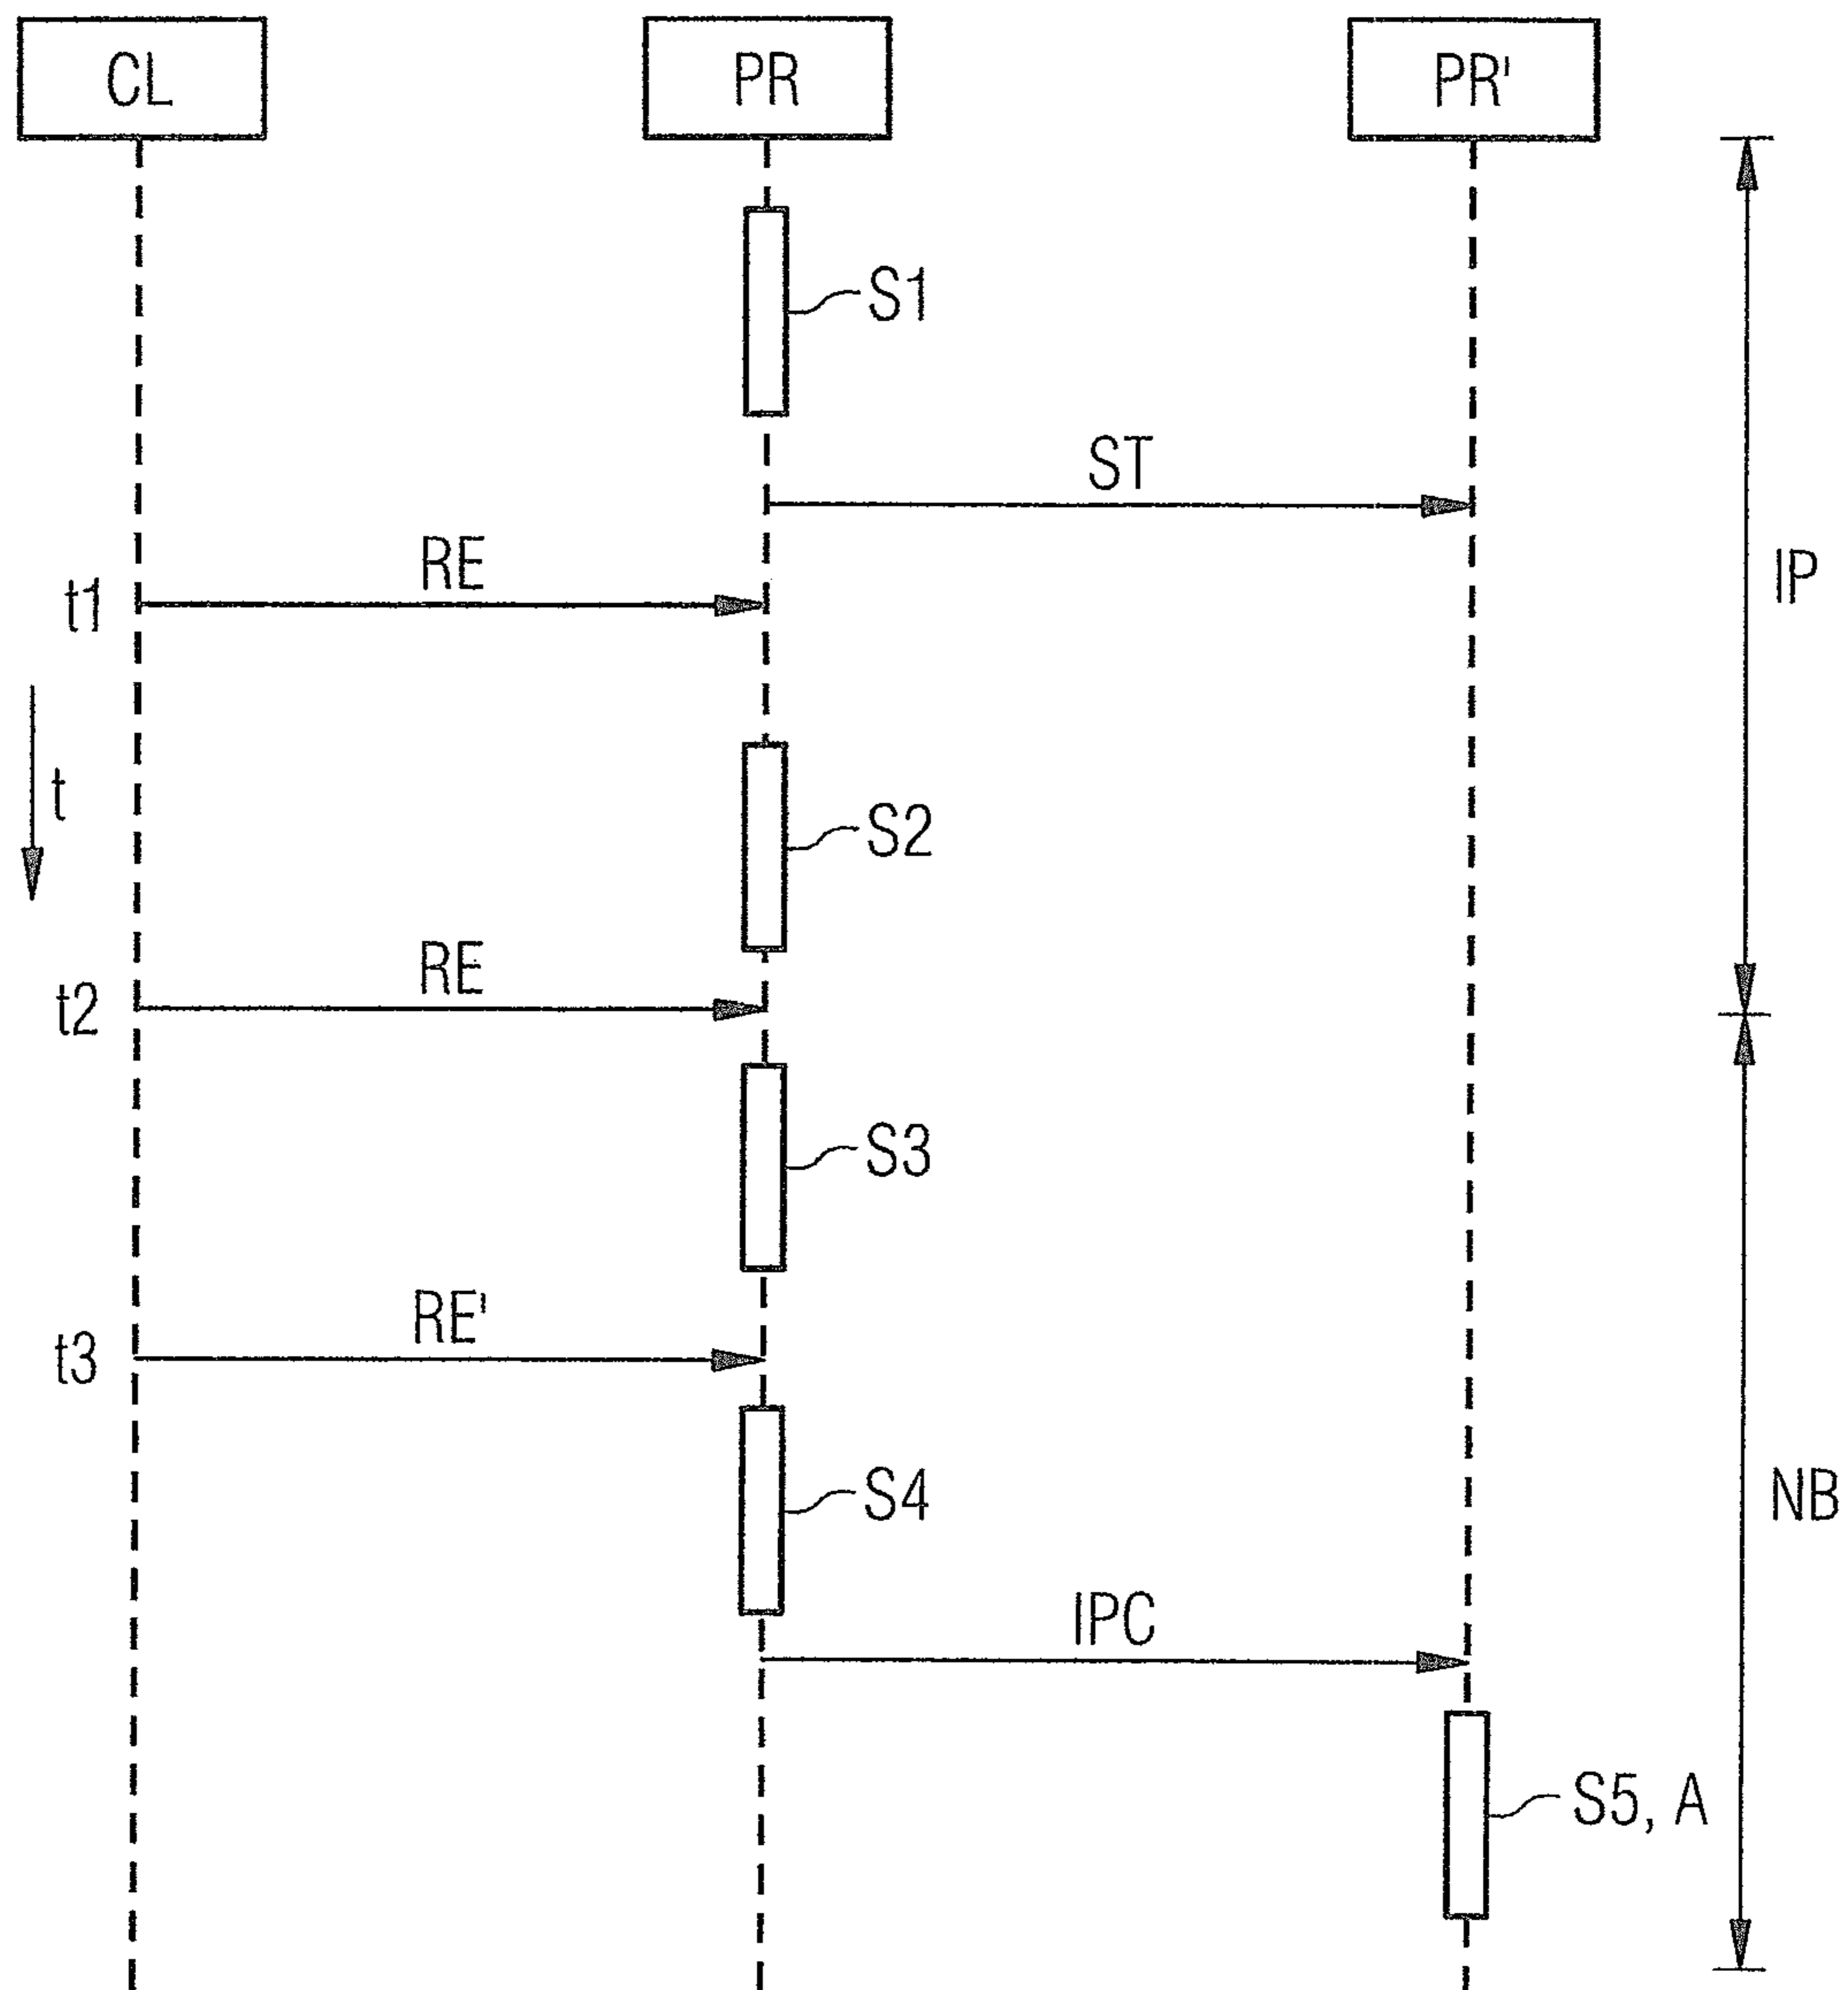 CL
PR
PR'
S1
ST
RE
t1
IP
t
S2
RE
t2
S3
RE'
t3
S4
NB
IPC
S5, A